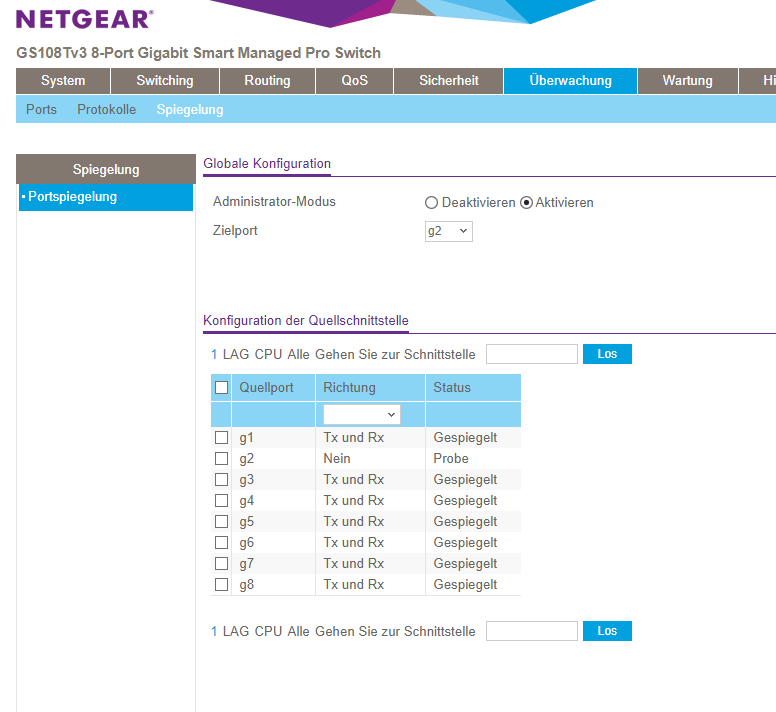 NETGEAR®
GS108Tv3 8-Port Gigabit Smart Managed Pro Switch
System Switching Routing QoS Sicherheit Überwachung Wartung Hi
Ports Protokolle Spiegelung
Spiegelung
Portspiegelung
Globale Konfiguration
Administrator-Modus Deaktivieren Aktivieren
Zielport g2
Konfiguration der Quellschnittstelle
1 LAG CPU Alle Gehen Sie zur Schnittstelle Los
Quellport Richtung Status
g1 Tx und Rx Gespiegelt
g2 Nein Probe
g3 Tx und Rx Gespiegelt
g4 Tx und Rx Gespiegelt
g5 Tx und Rx Gespiegelt
g6 Tx und Rx Gespiegelt
g7 Tx und Rx Gespiegelt
g8 Tx und Rx Gespiegelt
1 LAG CPU Alle Gehen Sie zur Schnittstelle Los